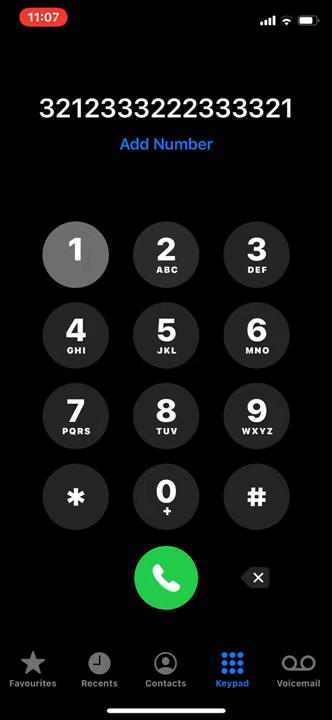 11:07
3212333222333321
Add Number
1
2
ABC
3
DEF
4
GHI
5
JKL
6
MNO
7
PQRS
8
TUV
9
WXYZ
*
0
+
#
Favourites
Recents
Contacts
Keypad
Voicemail